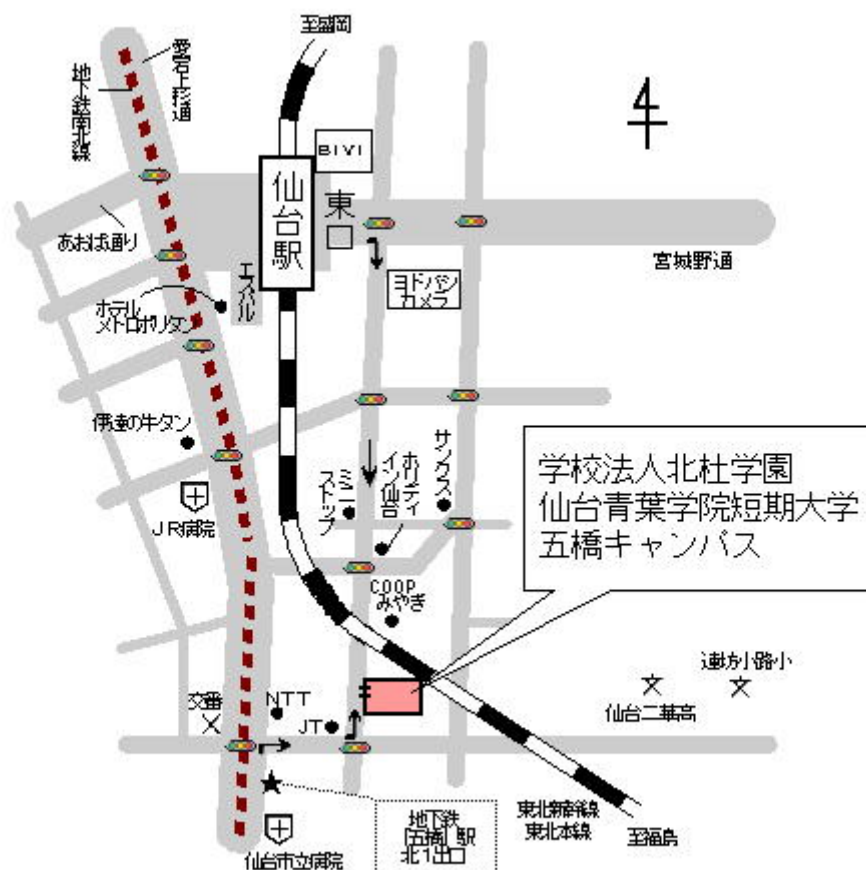 至盛岡
愛宕上杉通
地下鉄南北線
BIVI
仙台駅
東口
あおば通り
宮城野通
エスパル
ヨドバシ
カメラ
ホテル
メトロポリタン
伊達の牛タン
サンクス
ホリディ
イン仙台
ミニ
ストップ
学校法人北杜学園
仙台青葉学院短期大学
五橋キャンパス
JR病院
COOP
みやぎ
連坊小路小
仙台二華高
交番
NTT
JT
東北新幹線
東北本線
至福島
地下鉄
「五橋」駅
北1出口
仙台市立病院